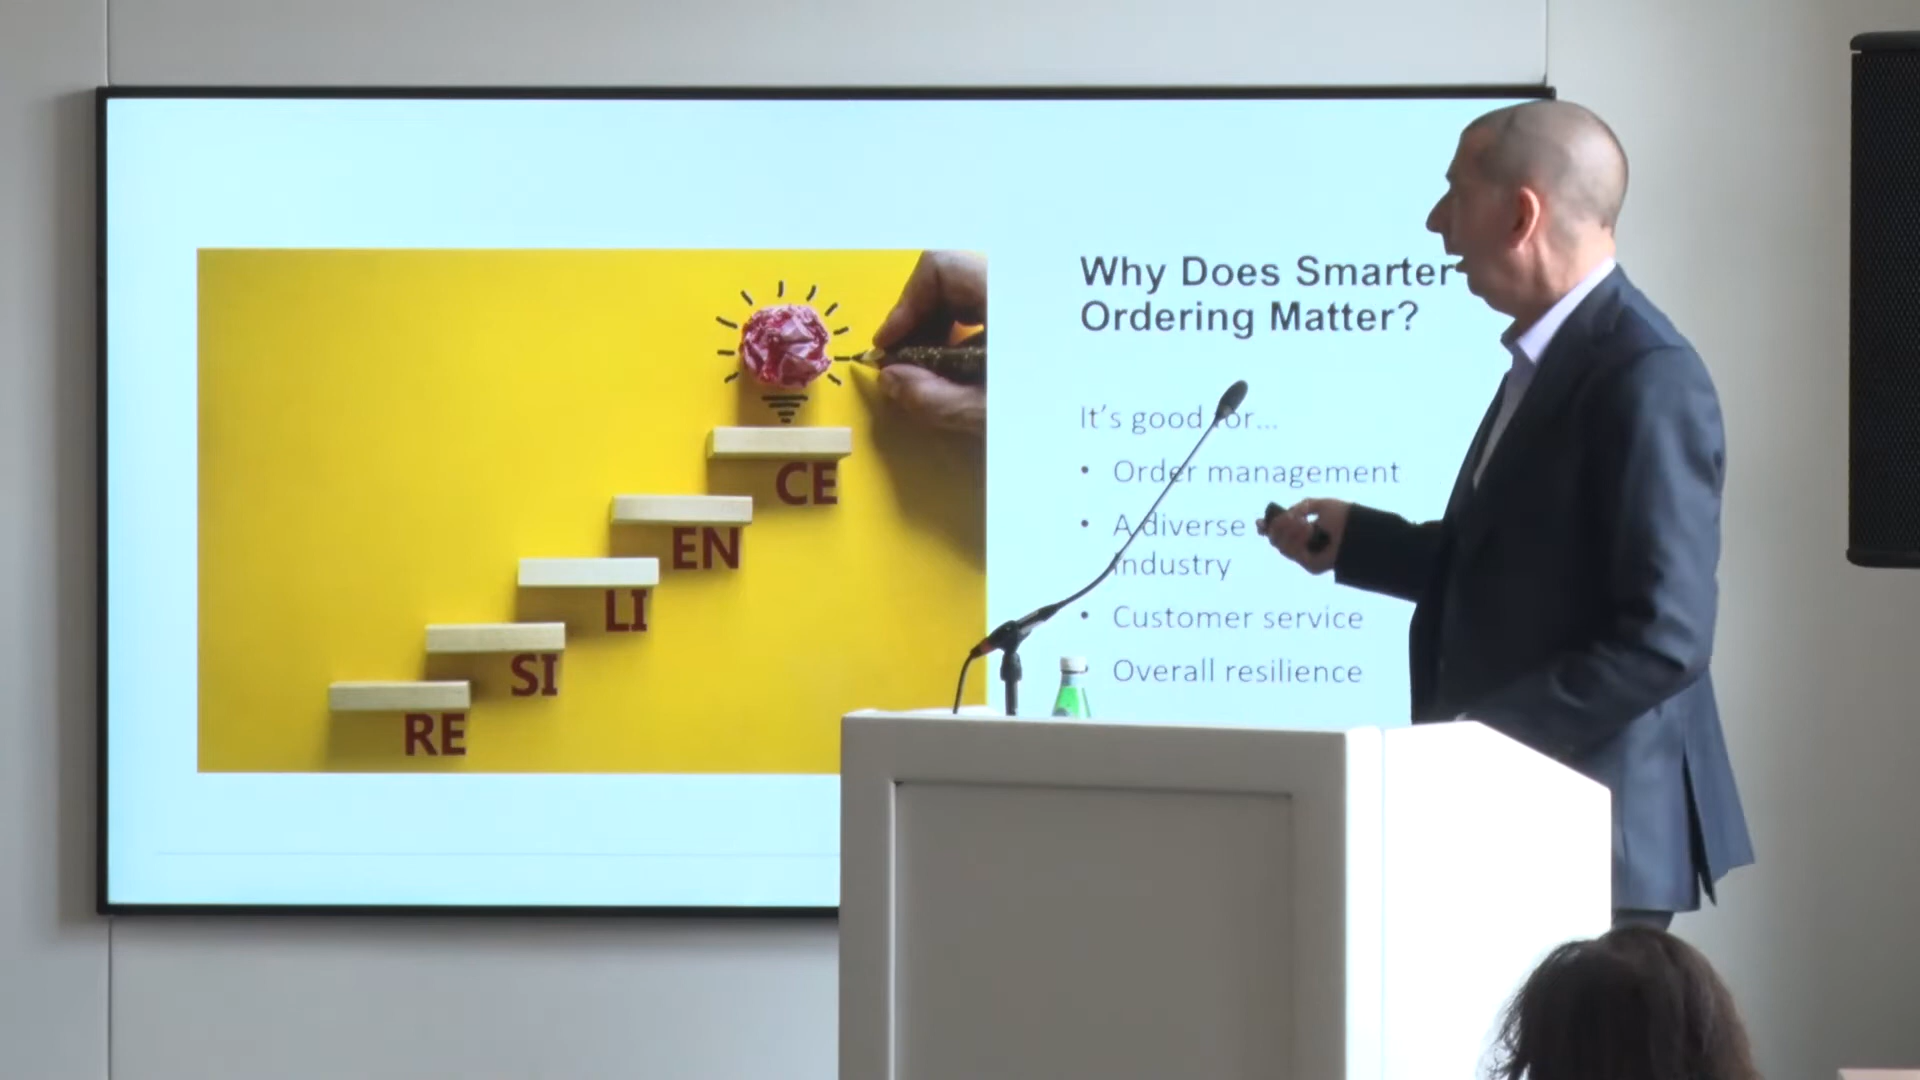 Why Does Smarter
Ordering Matter?
It's good for...
• Order management
• A diverse
industry
• Customer service
Overall resilience
CE
EN
LI
SI
RE